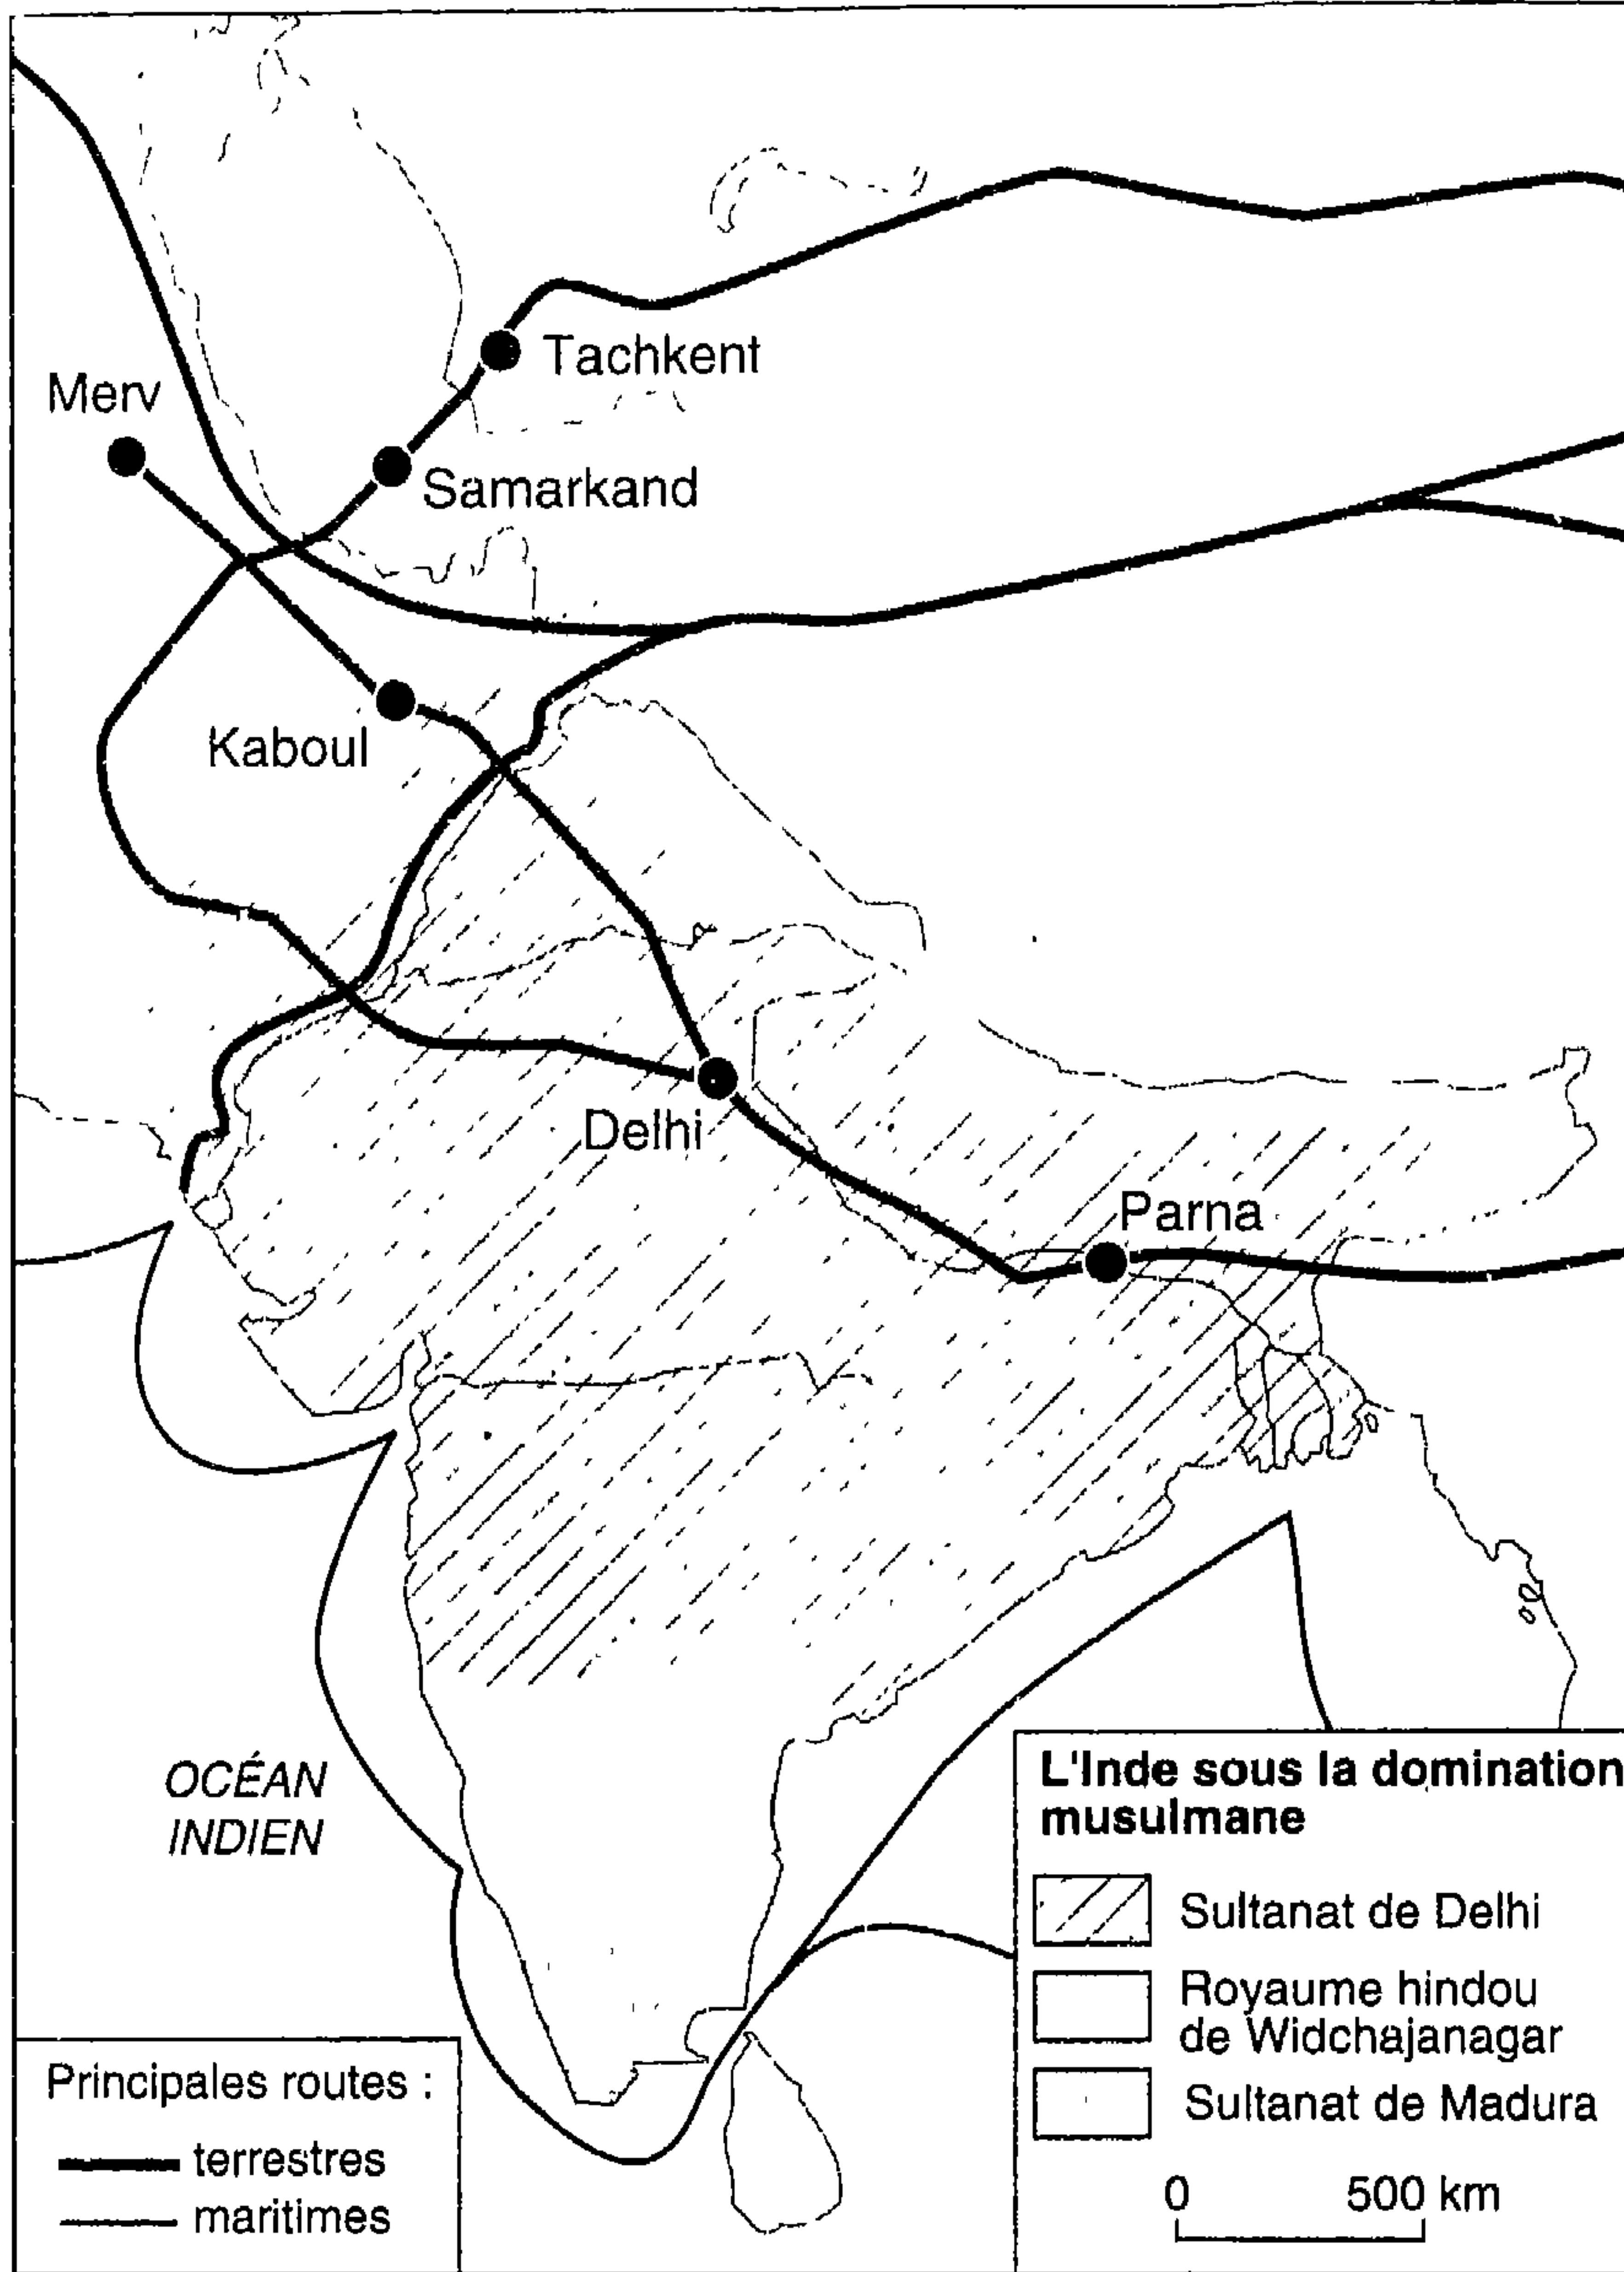 Tachkent
Merv
Samarkand
Kaboul
Delhi
Parna
OCÉAN
INDIEN
L'Inde sous la domination
musulmane
Sultanat de Delhi
Royaume hindou
de Widchajanagar
Sultanat de Madura
0 500 km
Principales routes :
terrestres
maritimes